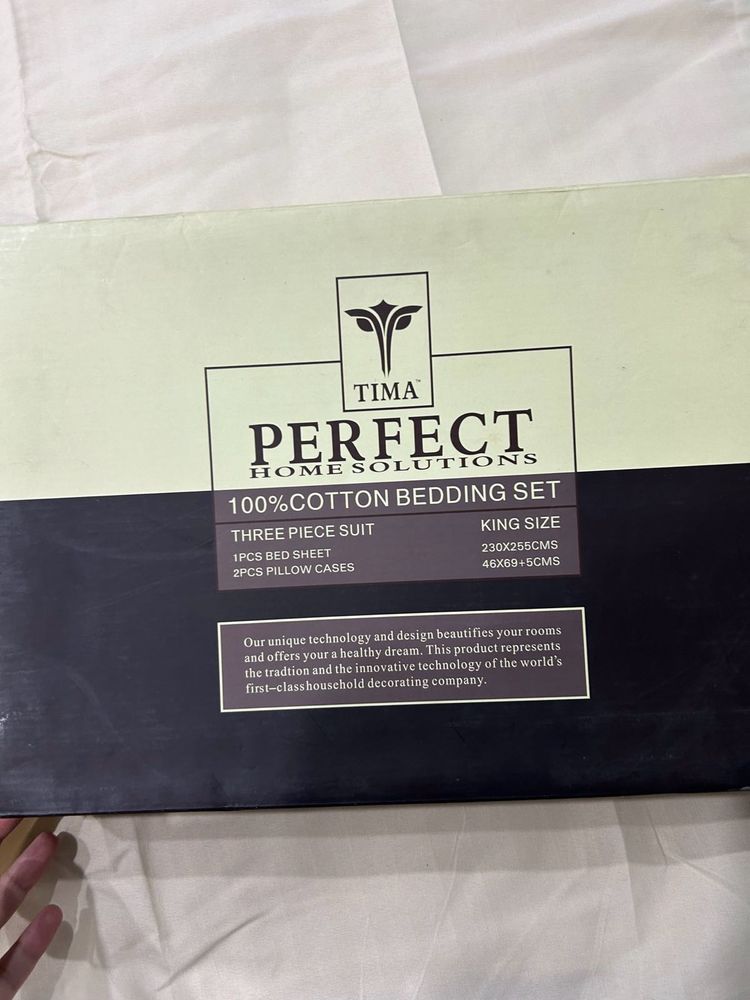 TIMA™
PERFECT
HOME SOLUTIONS
100%COTTON BEDDING SET
THREE PIECE SUIT KING SIZE
1PCS BED SHEET 230X255CMS
2PCS PILLOW CASES 46X69+5CMS
Our unique technology and design beautifies your rooms
and offers your a healthy dream. This product represents
the tradtion and the innovative technology of the world's
first–classhousehold decorating company.